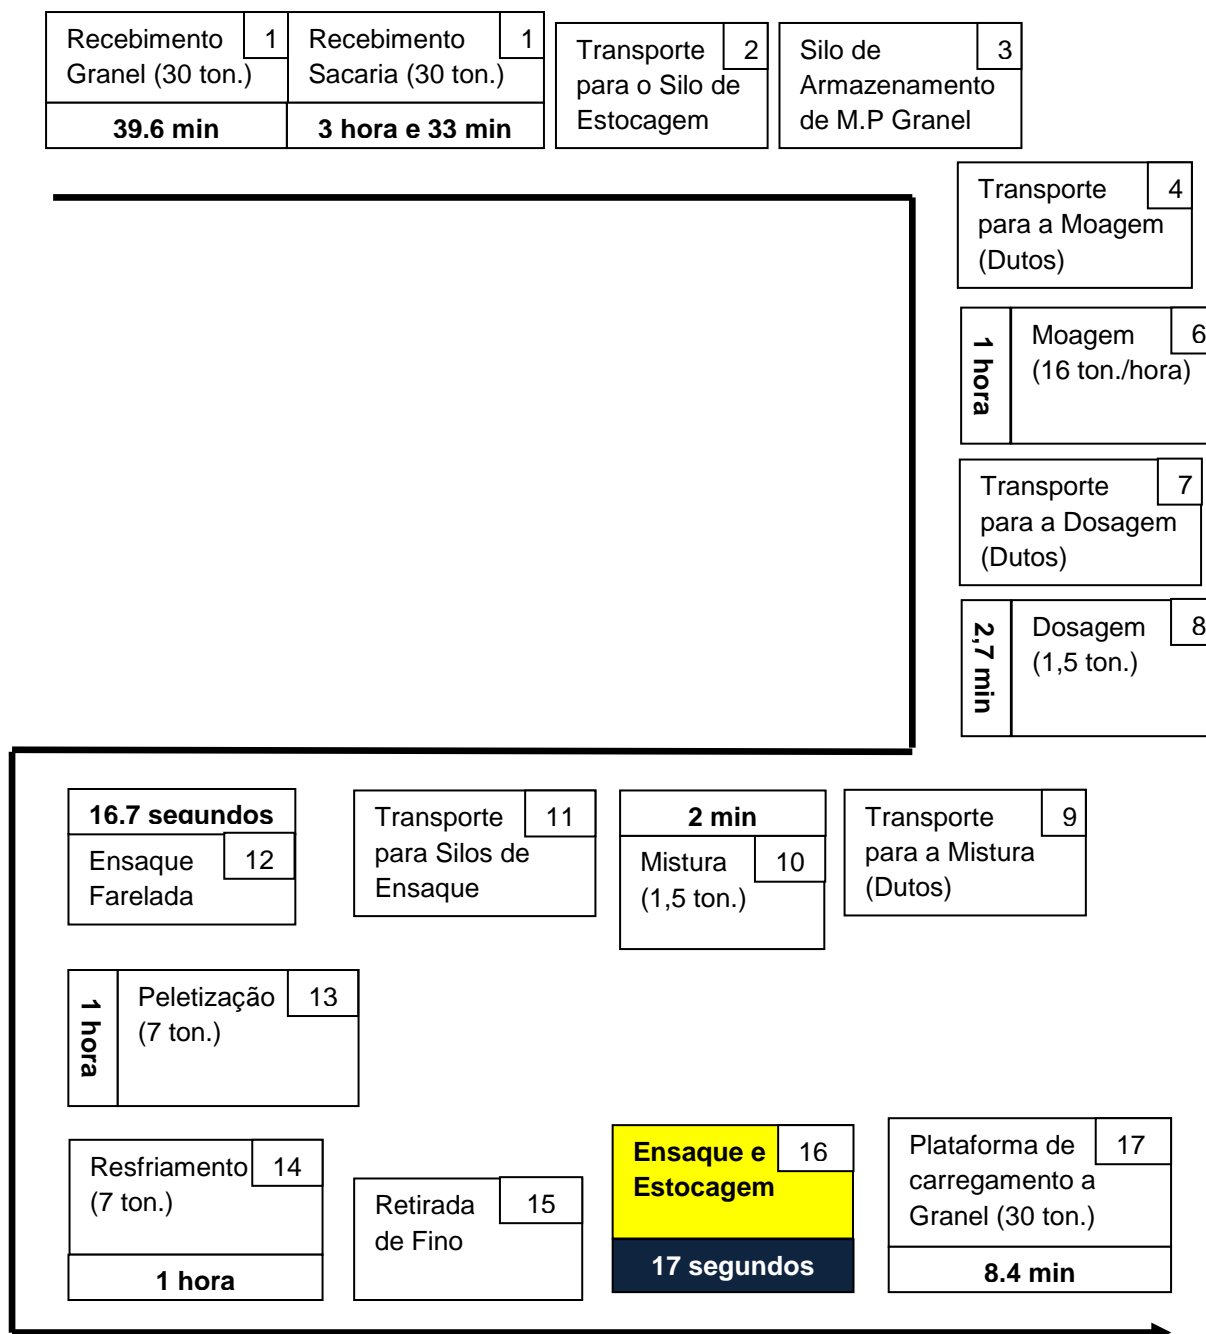 Recebimento 1
Granel (30 ton.)
39.6 min
Recebimento 1
Sacaria (30 ton.)
3 hora e 33 min
Transporte 2
para o Silo de
Estocagem
Silo de 3
Armazenamento
de M.P Granel
Transporte 4
para a Moagem
(Dutos)
1 hora
Moagem 6
(16 ton./hora)
Transporte 7
para a Dosagem
(Dutos)
2,7 min
Dosagem 8
(1,5 ton.)
16.7 segundos
Ensaque 12
Farelada
Transporte 11
para Silos de
Ensaque
2 min
Mistura 10
(1,5 ton.)
Transporte 9
para a Mistura
(Dutos)
1 hora
Peletização 13
(7 ton.)
Resfriamento 14
(7 ton.)
1 hora
Retirada 15
de Fino
Ensaque e 16
Estocagem
17 segundos
Plataforma de 17
carregamento a
Granel (30 ton.)
8.4 min